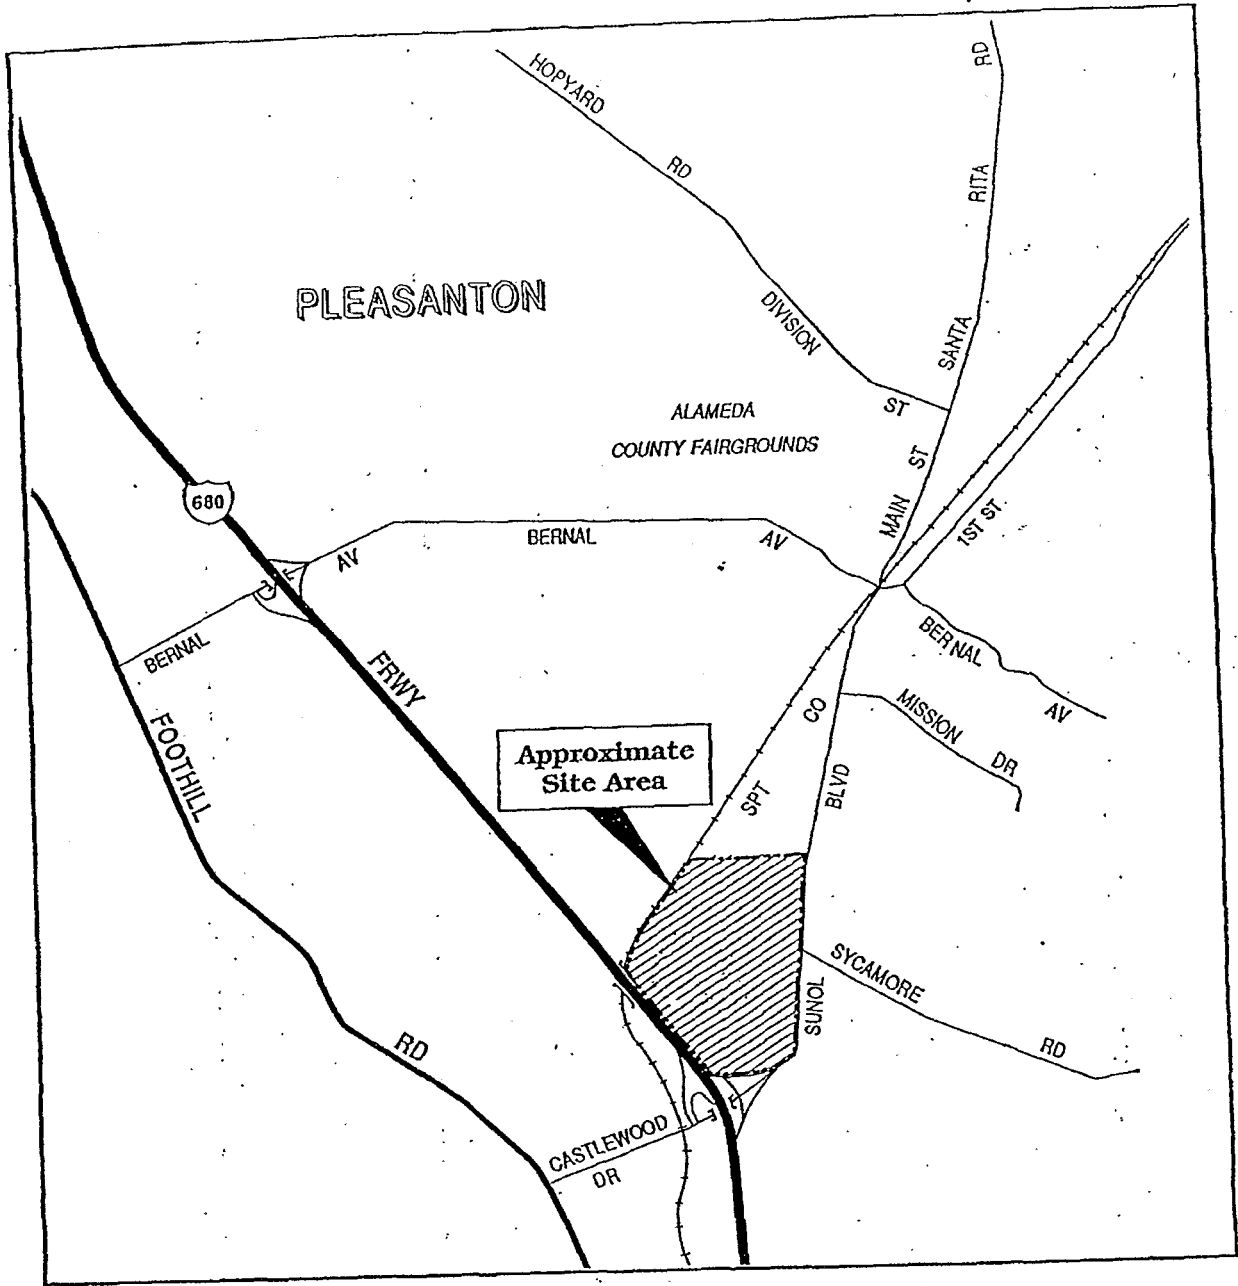 HOPYARD
RD
RD
RITA
SANTA
PLEASANTON
DIVISION
ST
ALAMEDA
COUNTY FAIRGROUNDS
ST
MAIN
1ST ST.
680
AV
BERNAL
AV
BERNAL
BERNAL
AV
FRWY
FOOTHILL
RD
CO
SPT
MISSION
DR
BLVD
SUNOL
Approximate
Site Area
SYCAMORE
RD
CASTLEWOOD
DR